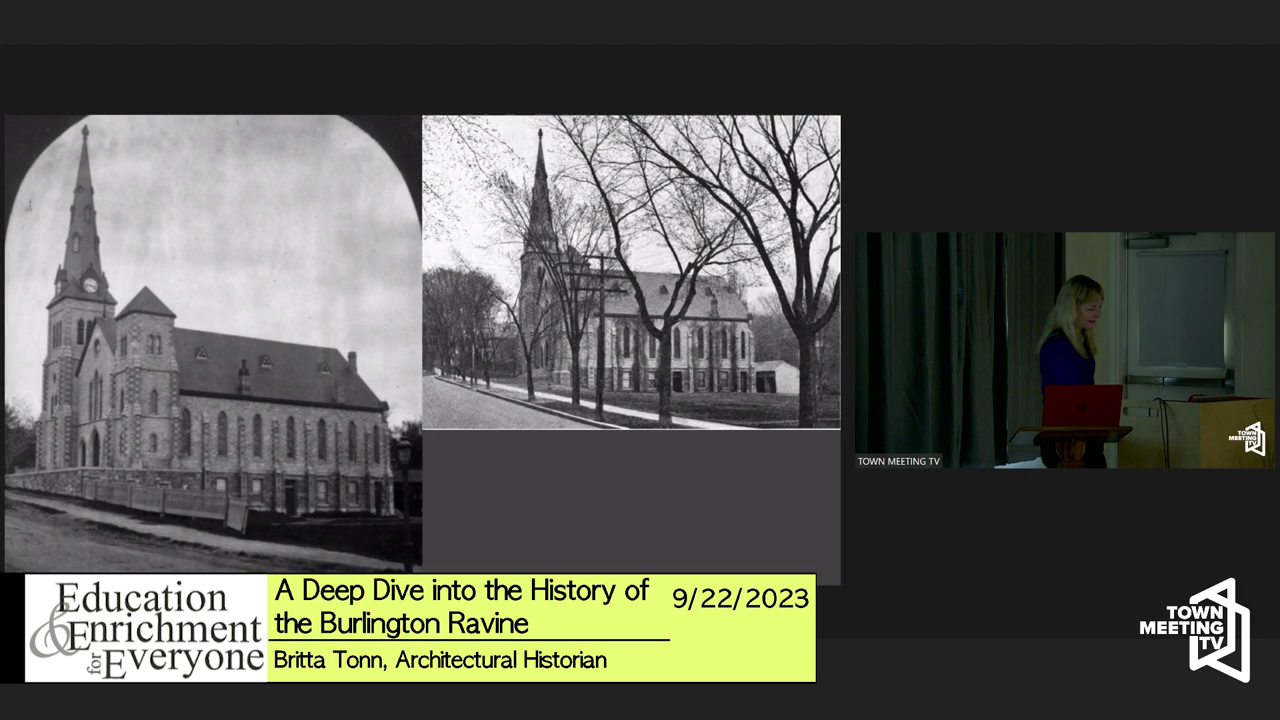 TOWN
MEETING
TV
TOWN MEETING TV
Education
& Enrichment
for Everyone
A Deep Dive into the History of
the Burlington Ravine
9/22/2023
Britta Tonn, Architectural Historian
TOWN
MEETING
TV